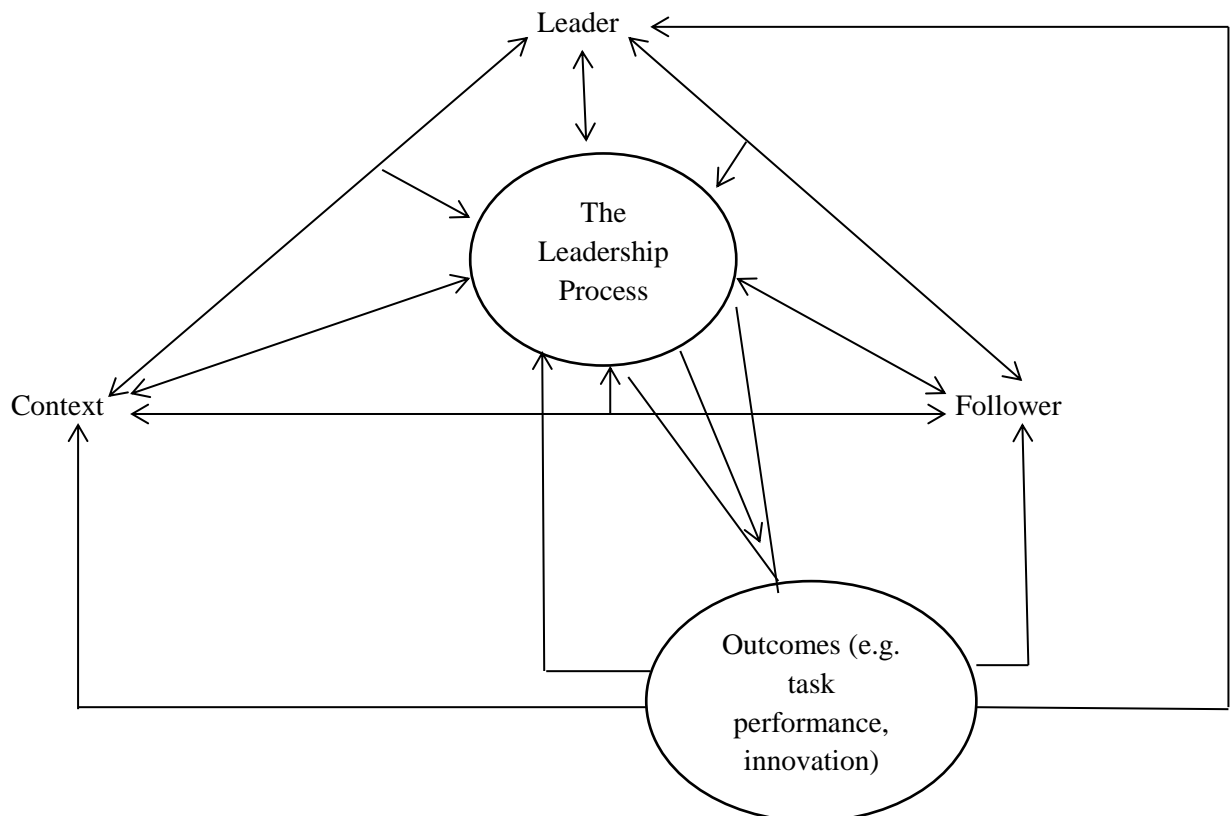 Leader
The
Leadership
Process
Context
Follower
Outcomes (e.g.
task
performance,
innovation)